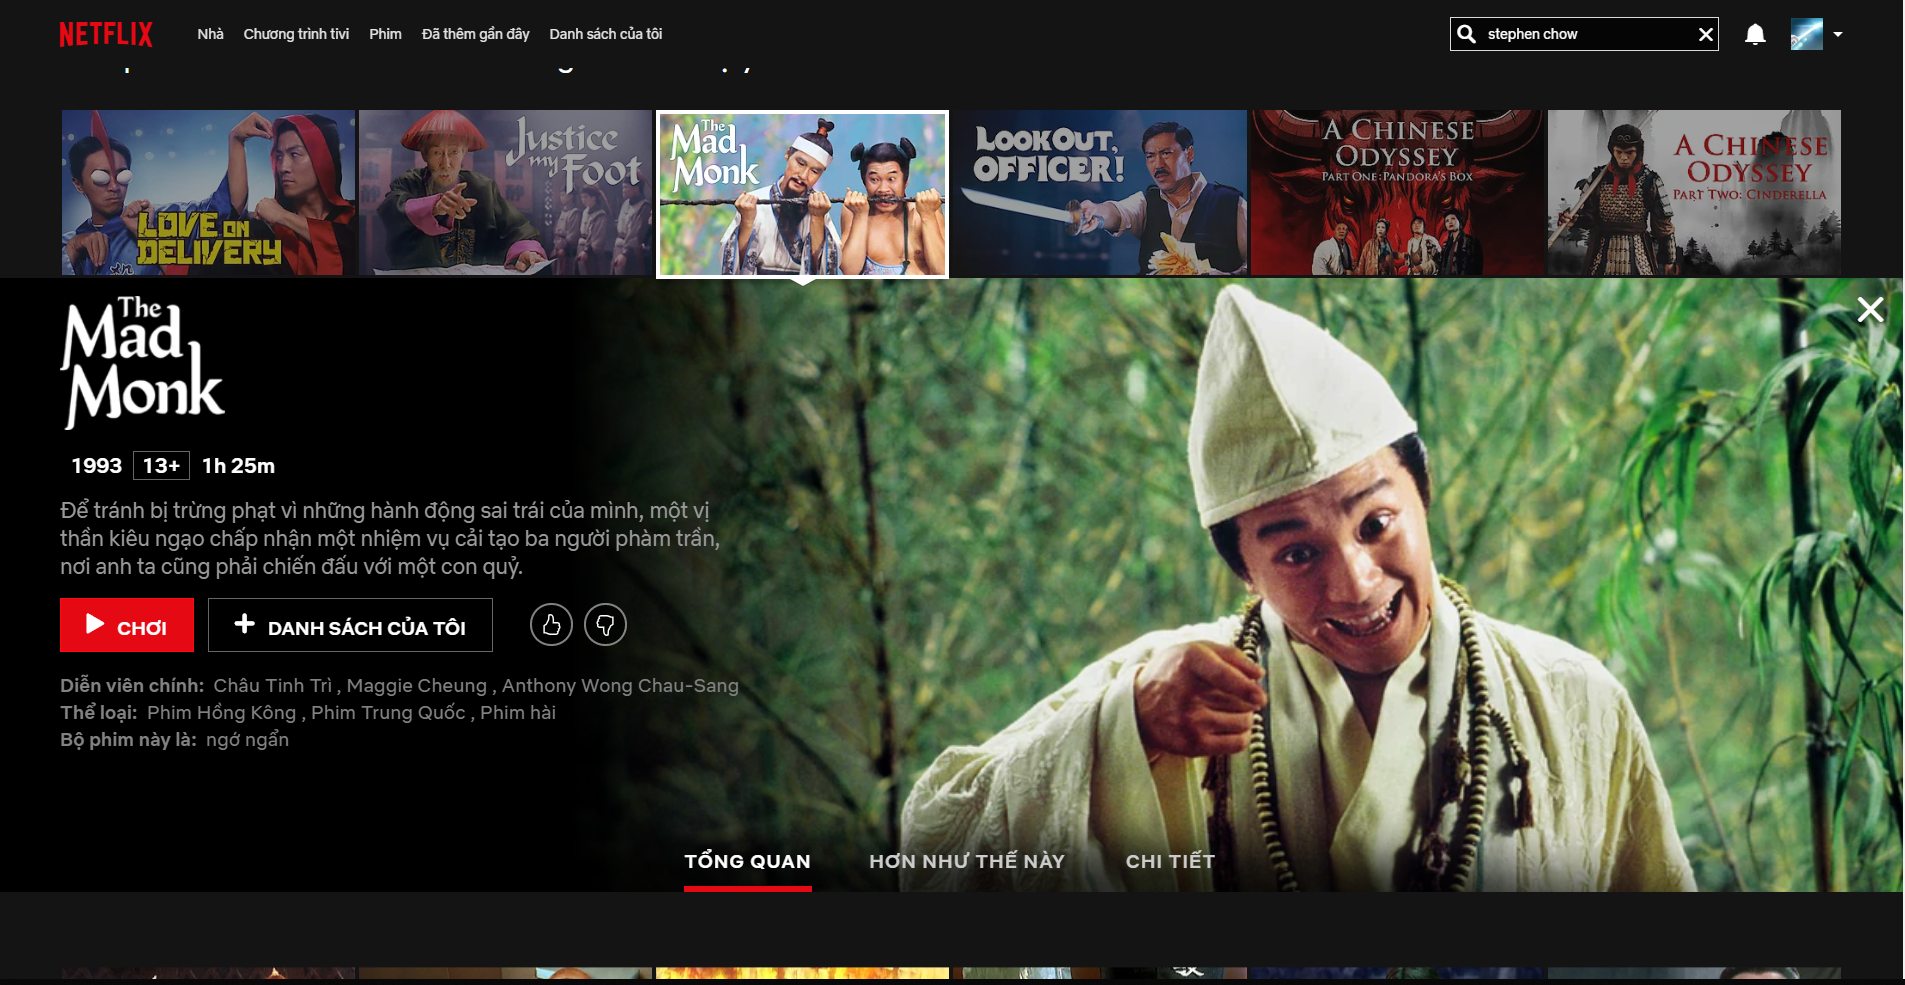 NETFLIX
Nhà Chương trình tivi Phim Đã thêm gần đây Danh sách của tôi
stephen chow
LOVE ON
DELIVERY
Justice
my Foot
The
Mad
Monk
LOOKOUT,
OFFICER!
A CHINESE
ODYSSEY
PART ONE: PANDORA'S BOX
A CHINESE
ODYSSEY
PART TWO: CINDERELLA
The
Mad
Monk
1993 13+ 1h 25m
Để tránh bị trừng phạt vì những hành động sai trái của mình, một vị
thần kiêu ngạo chấp nhận một nhiệm vụ cải tạo ba người phàm trần,
nơi anh ta cũng phải chiến đấu với một con quỷ.
CHƠI
DANH SÁCH CỦA TÔI
Diễn viên chính: Châu Tinh Trì , Maggie Cheung , Anthony Wong Chau-Sang
Thể loại: Phim Hồng Kông , Phim Trung Quốc , Phim hài
Bộ phim này là: ngớ ngẩn
TỔNG QUAN HƠN NHƯ THẾ NÀY CHI TIẾT